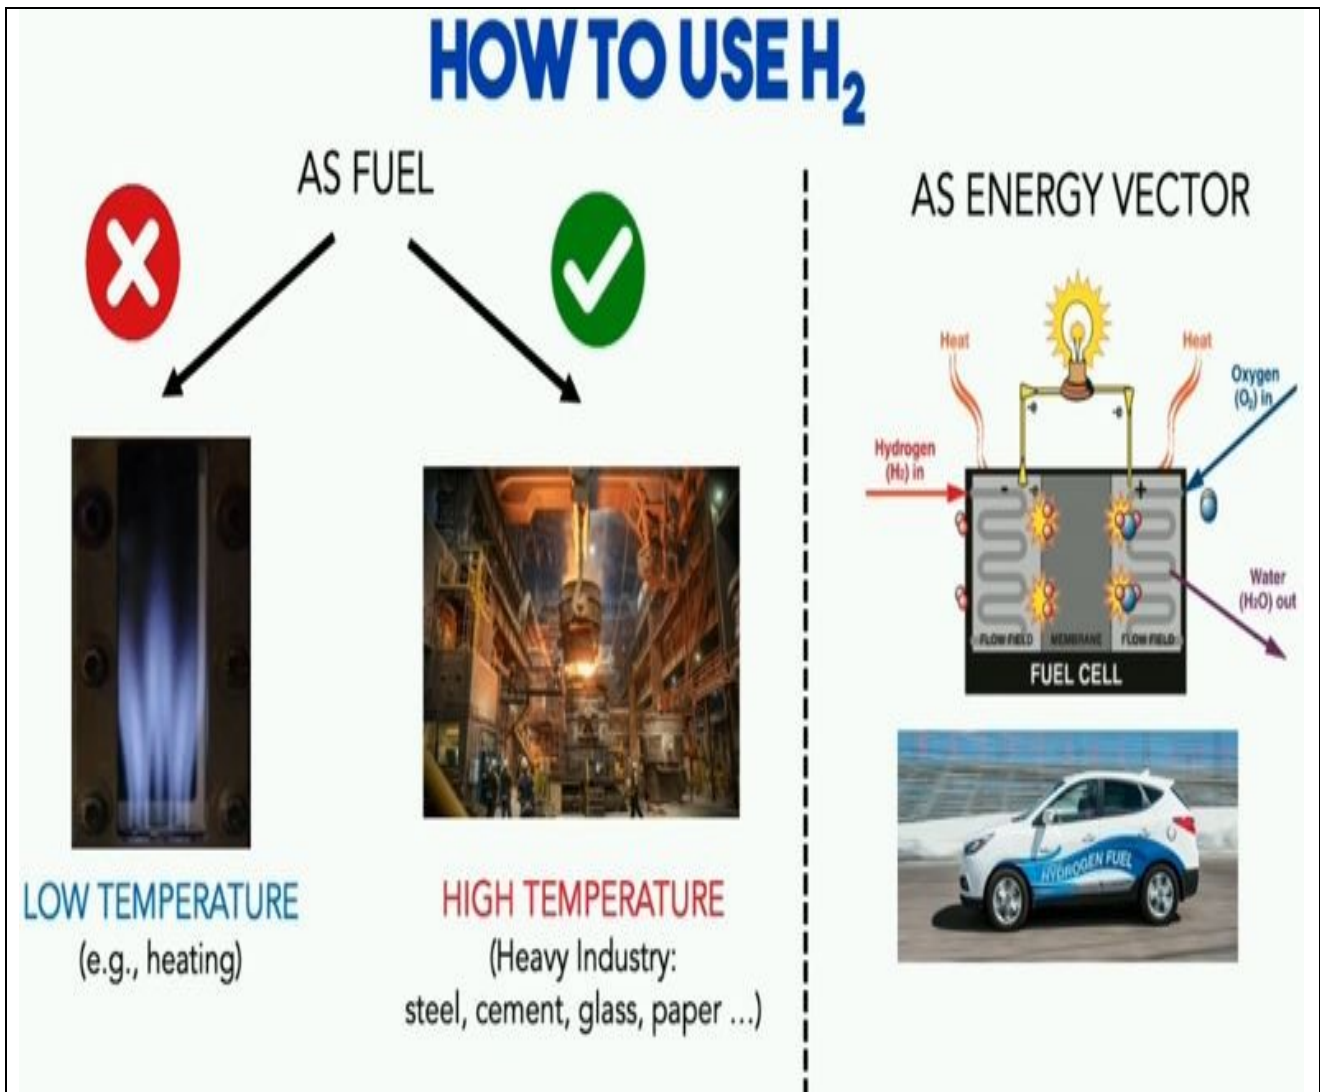 HOW TO USE H₂
AS FUEL
LOW TEMPERATURE
(e.g., heating)
HIGH TEMPERATURE
(Heavy Industry:
steel, cement, glass, paper ...)
AS ENERGY VECTOR
Heat
Heat
Oxygen
(O₂) in
Hydrogen
(H₂) in
-e
-e
-
-e
+
Water
(H₂O) out
FLOW FIELD
MEMBRANE
FLOW FIELD
FUEL CELL
HYDROGEN FUEL